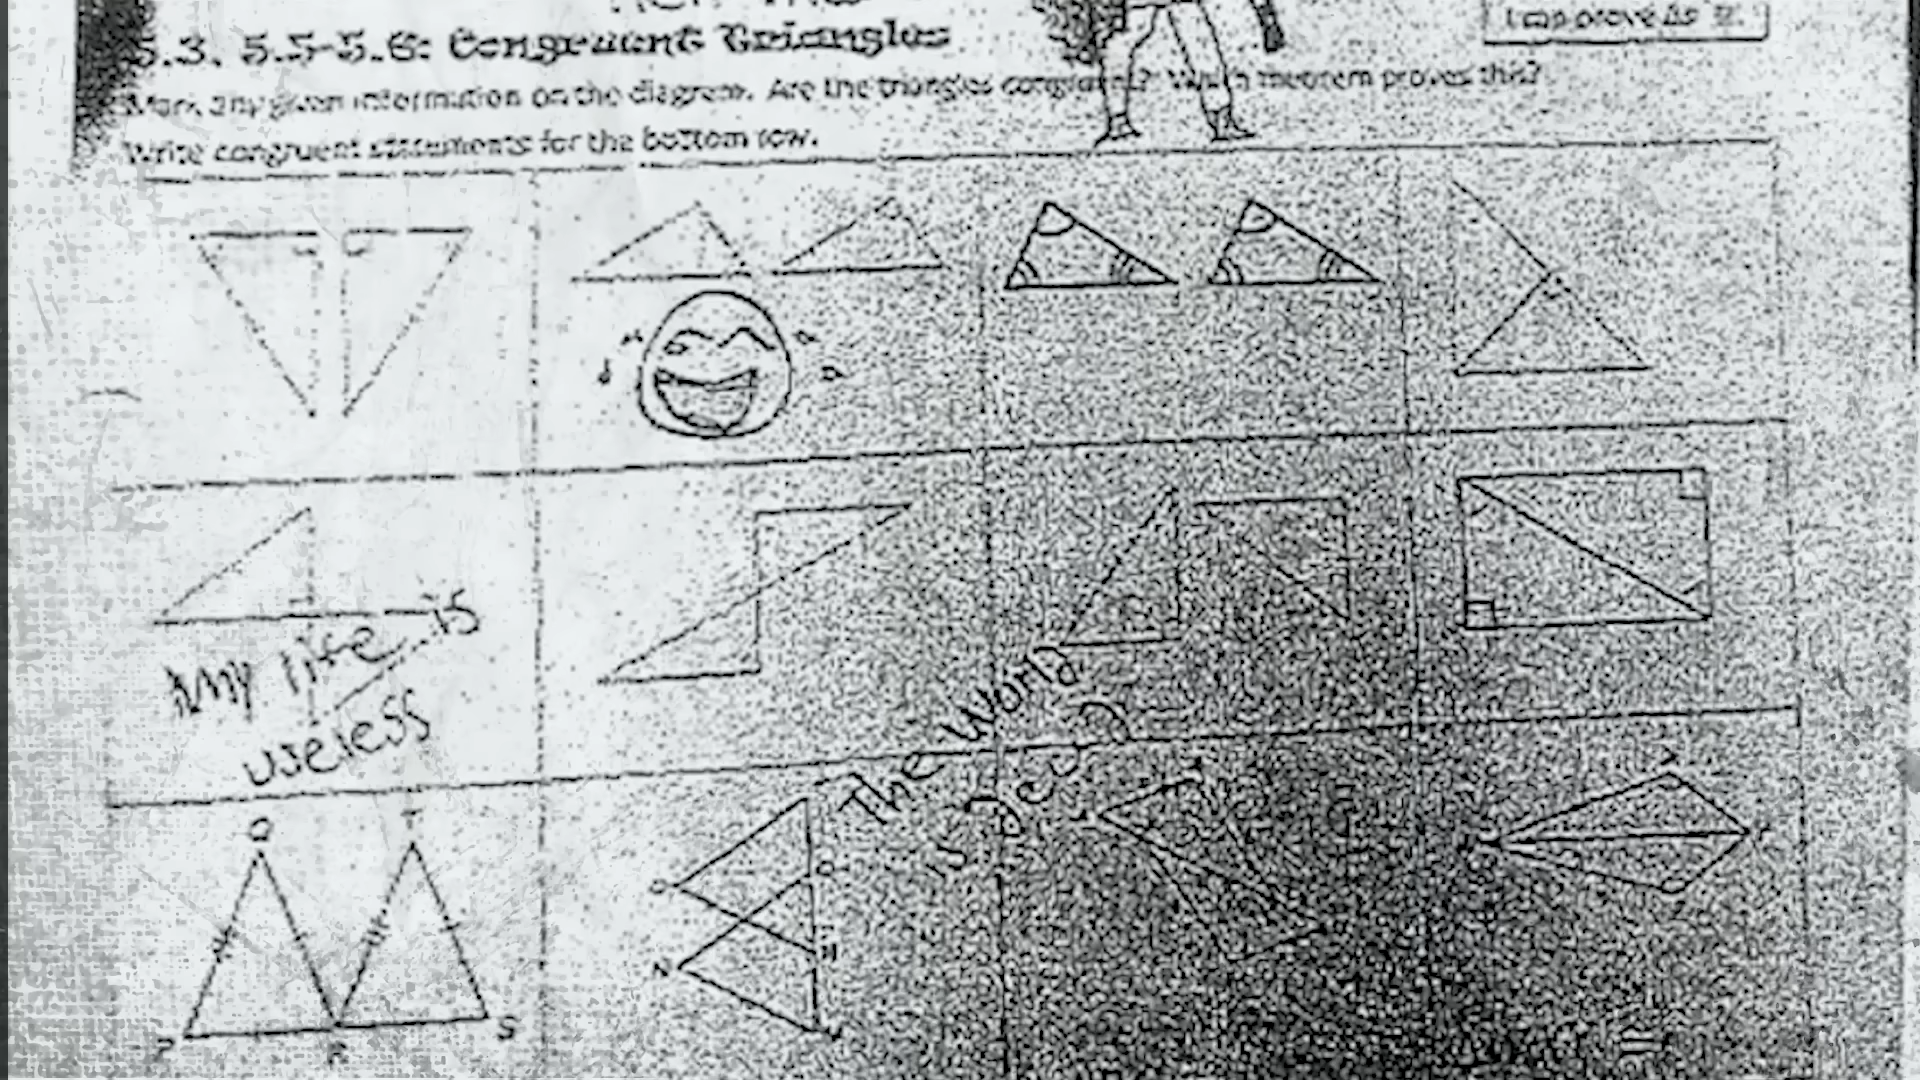 5.3. 5.5-5.6: Congruent Triangles
Mark any given information on the diagram. Are the triangles congruent? Which theorem proves this?
Write congruent statements for the bottom row.
My life is
useless
The World
is dead
Q
T
P
R
S
O
N
H